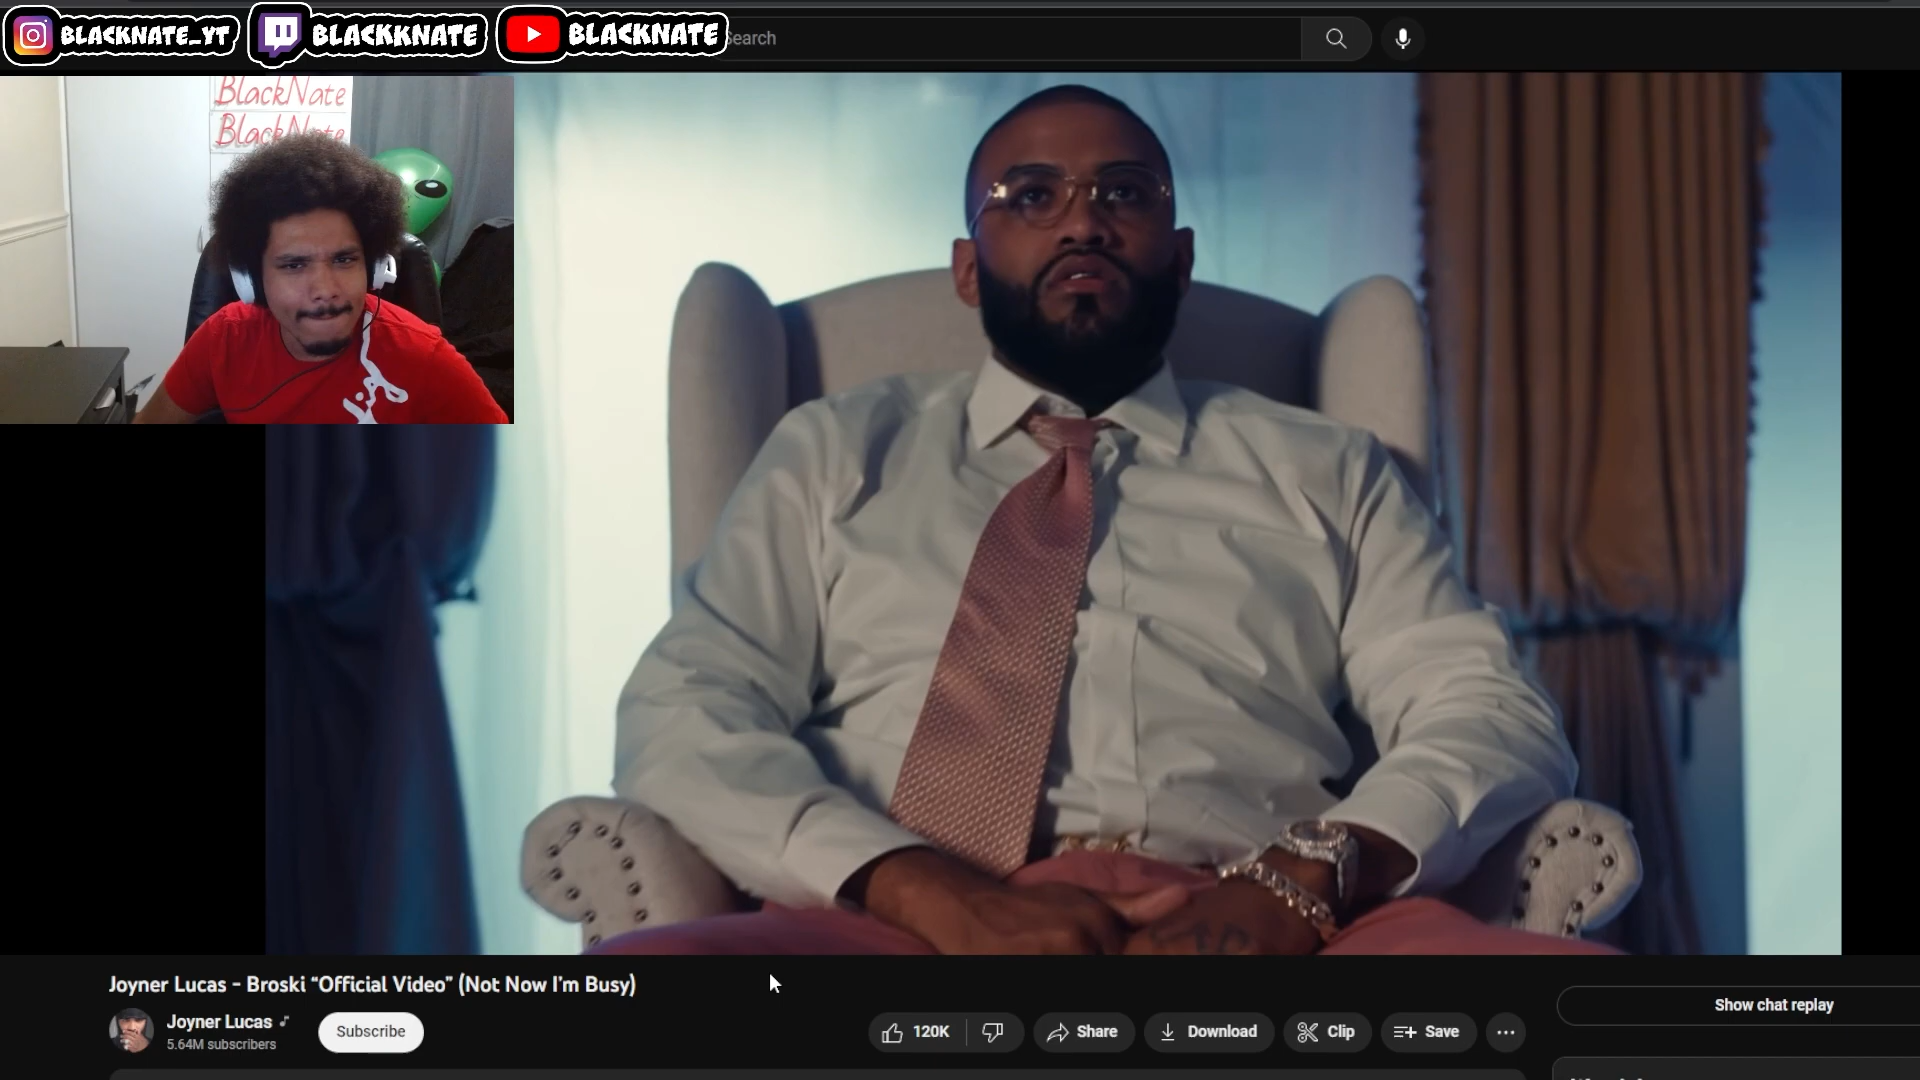 BLACKNATE_YT BLACKKNATE BLACKNATE Search
BlackNate
BlackNate
Joyner Lucas - Broski “Official Video” (Not Now I'm Busy)
Joyner Lucas
5.64M subscribers
Subscribe
120K Share Download Clip Save
Show chat replay